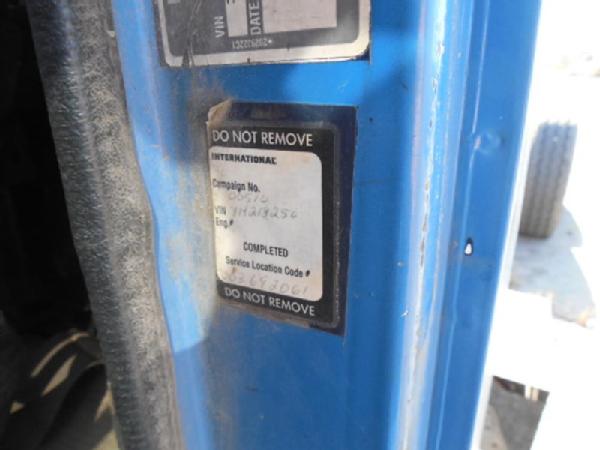 VIN
DATE
DO NOT REMOVE
INTERNATIONAL
Campaign No.
VIN
Eng.#
COMPLETED
Service Location Code #
DO NOT REMOVE